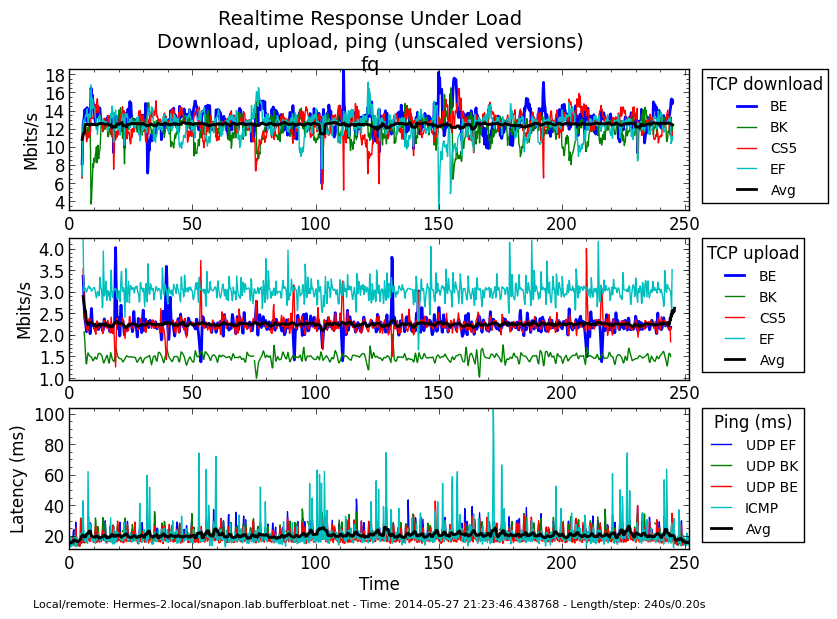 Realtime Response Under Load
Download, upload, ping (unscaled versions)
fq
Mbits/s
18
16
14
12
10
8
6
4
0 50 100 150 200 250
TCP download
BE
BK
CS5
EF
Avg
Mbits/s
4.0
3.5
3.0
2.5
2.0
1.5
1.0
0 50 100 150 200 250
TCP upload
BE
BK
CS5
EF
Avg
Latency (ms)
100
80
60
40
20
0 50 100 150 200 250
Time
Ping (ms)
UDP EF
UDP BK
UDP BE
ICMP
Avg
Local/remote: Hermes-2.local/snapon.lab.bufferbloat.net - Time: 2014-05-27 21:23:46.438768 - Length/step: 240s/0.20s